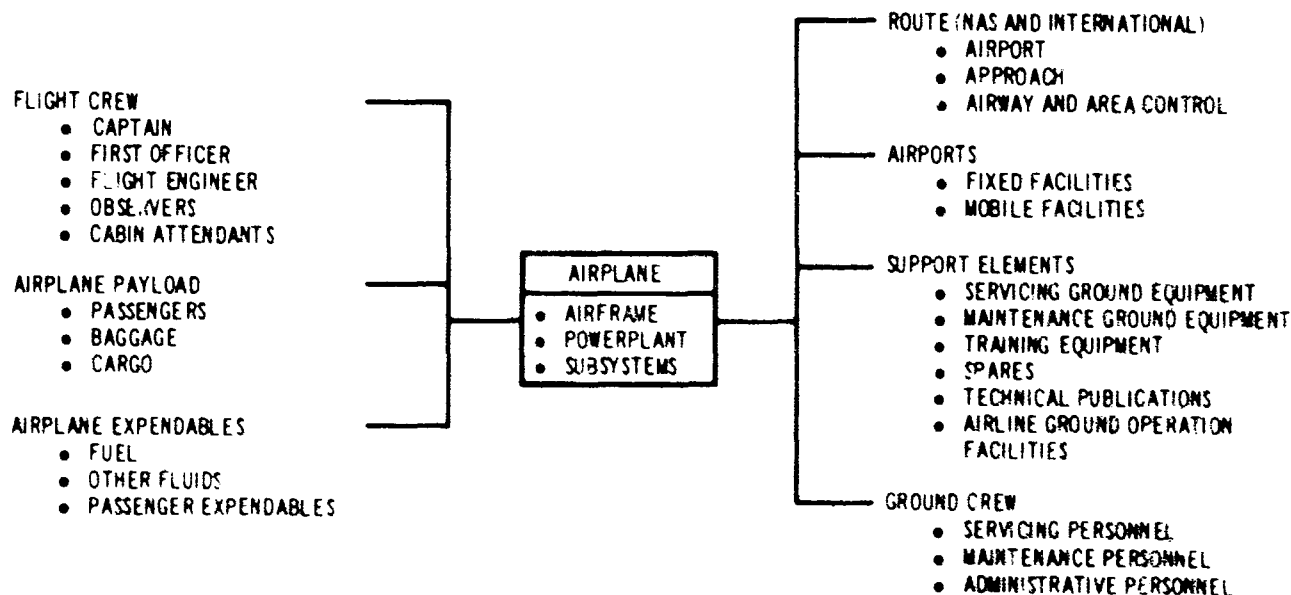 FLIGHT CREW
• CAPTAIN
• FIRST OFFICER
• FLIGHT ENGINEER
• OBSERVERS
• CABIN ATTENDANTS
AIRPLANE PAYLOAD
• PASSENGERS
• BAGGAGE
• CARGO
AIRPLANE EXPENDABLES
• FUEL
• OTHER FLUIDS
• PASSENGER EXPENDABLES
AIRPLANE
• AIRFRAME
• POWERPLANT
• SUBSYSTEMS
ROUTE (NAS AND INTERNATIONAL)
• AIRPORT
• APPROACH
• AIRWAY AND AREA CONTROL
AIRPORTS
• FIXED FACILITIES
• MOBILE FACILITIES
SUPPORT ELEMENTS
• SERVICING GROUND EQUIPMENT
• MAINTENANCE GROUND EQUIPMENT
• TRAINING EQUIPMENT
• SPARES
• TECHNICAL PUBLICATIONS
• AIRLINE GROUND OPERATION
FACILITIES
GROUND CREW
• SERVICING PERSONNEL
• MAINTENANCE PERSONNEL
• ADMINISTRATIVE PERSONNEL